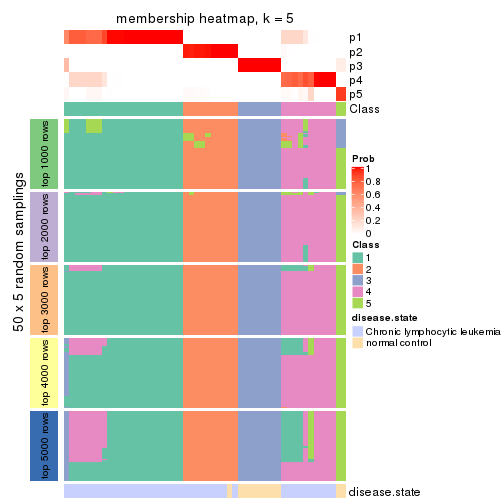 membership heatmap, k = 5
p1
p2
p3
p4
p5
Class
50 x 5 random samplings
top 1000 rows
top 2000 rows
top 3000 rows
top 4000 rows
top 5000 rows
Prob
1
0.8
0.6
0.4
0.2
0
Class
1
2
3
4
5
disease.state
Chronic lymphocytic leukemia
normal control
disease.state